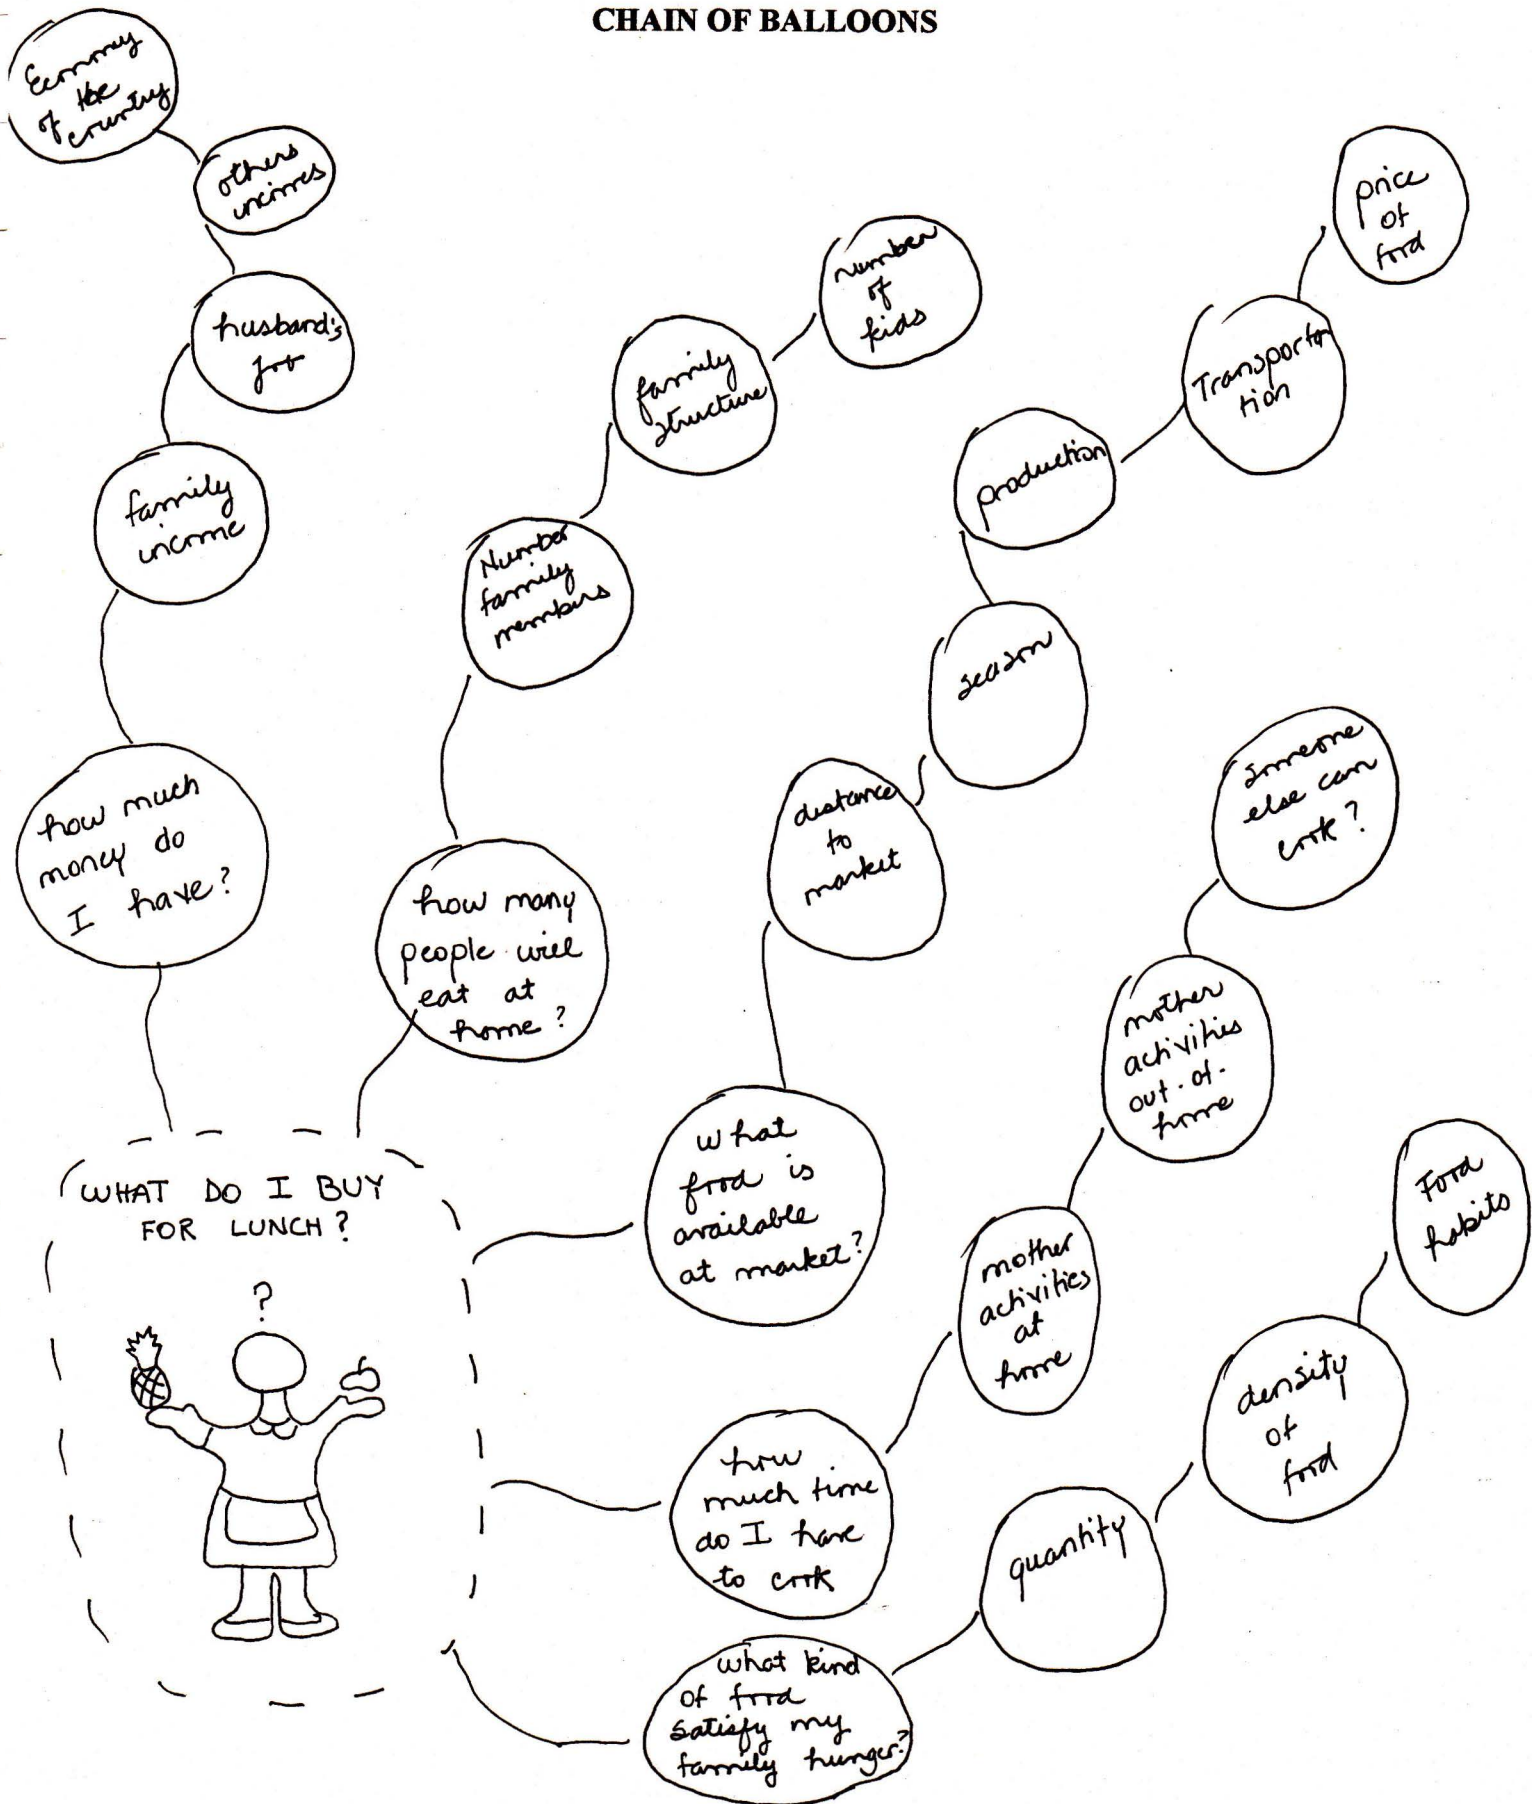 CHAIN OF BALLOONS
Economy
of the
country
others
incomes
husband's
job
family
income
how much
money do
I have?
number
of
kids
family
structure
Number
family
members
how many
people will
eat at
home?
price
of
food
Transporta
tion
production
season
distance
to
market
what
food is
available
at market?
someone
else can
cook?
mother
activities
out-of-
home
mother
activities
at
home
how
much time
do I have
to cook
Food
habits
density
of
food
quantity
what kind
of food
satisfy my
family hunger?
WHAT DO I BUY
FOR LUNCH?
?